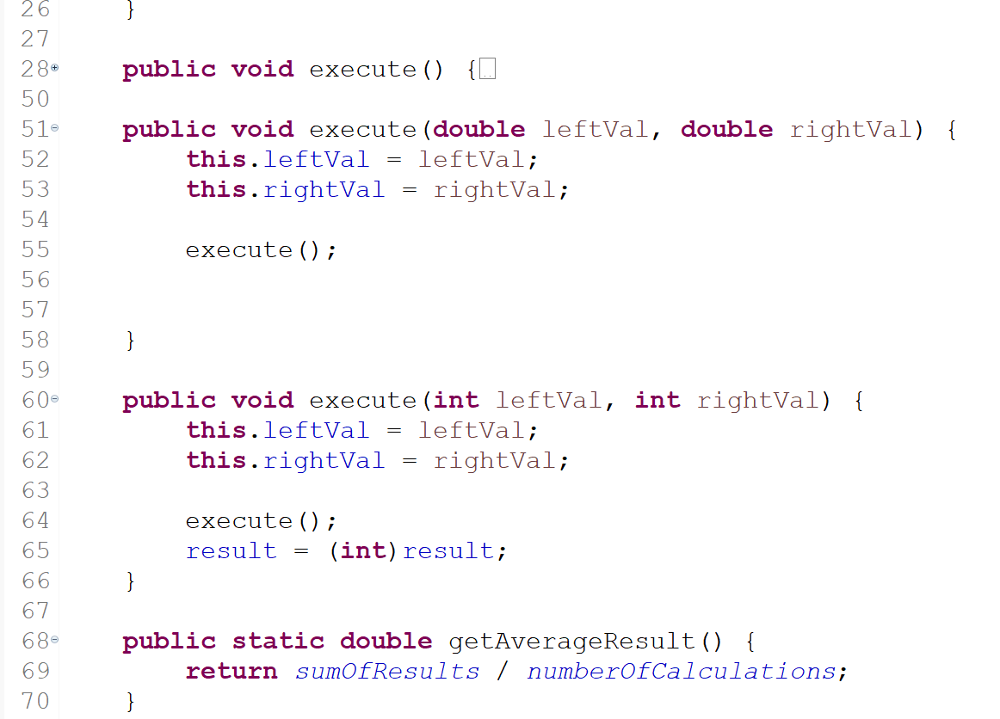 26     }
27
28     public void execute() {..
50
51     public void execute(double leftVal, double rightVal) {
52         this.leftVal = leftVal;
53         this.rightVal = rightVal;
54
55         execute();
56
57
58     }
59
60     public void execute(int leftVal, int rightVal) {
61         this.leftVal = leftVal;
62         this.rightVal = rightVal;
63
64         execute();
65         result = (int)result;
66     }
67
68     public static double getAverageResult() {
69         return sumOfResults / numberOfCalculations;
70     }